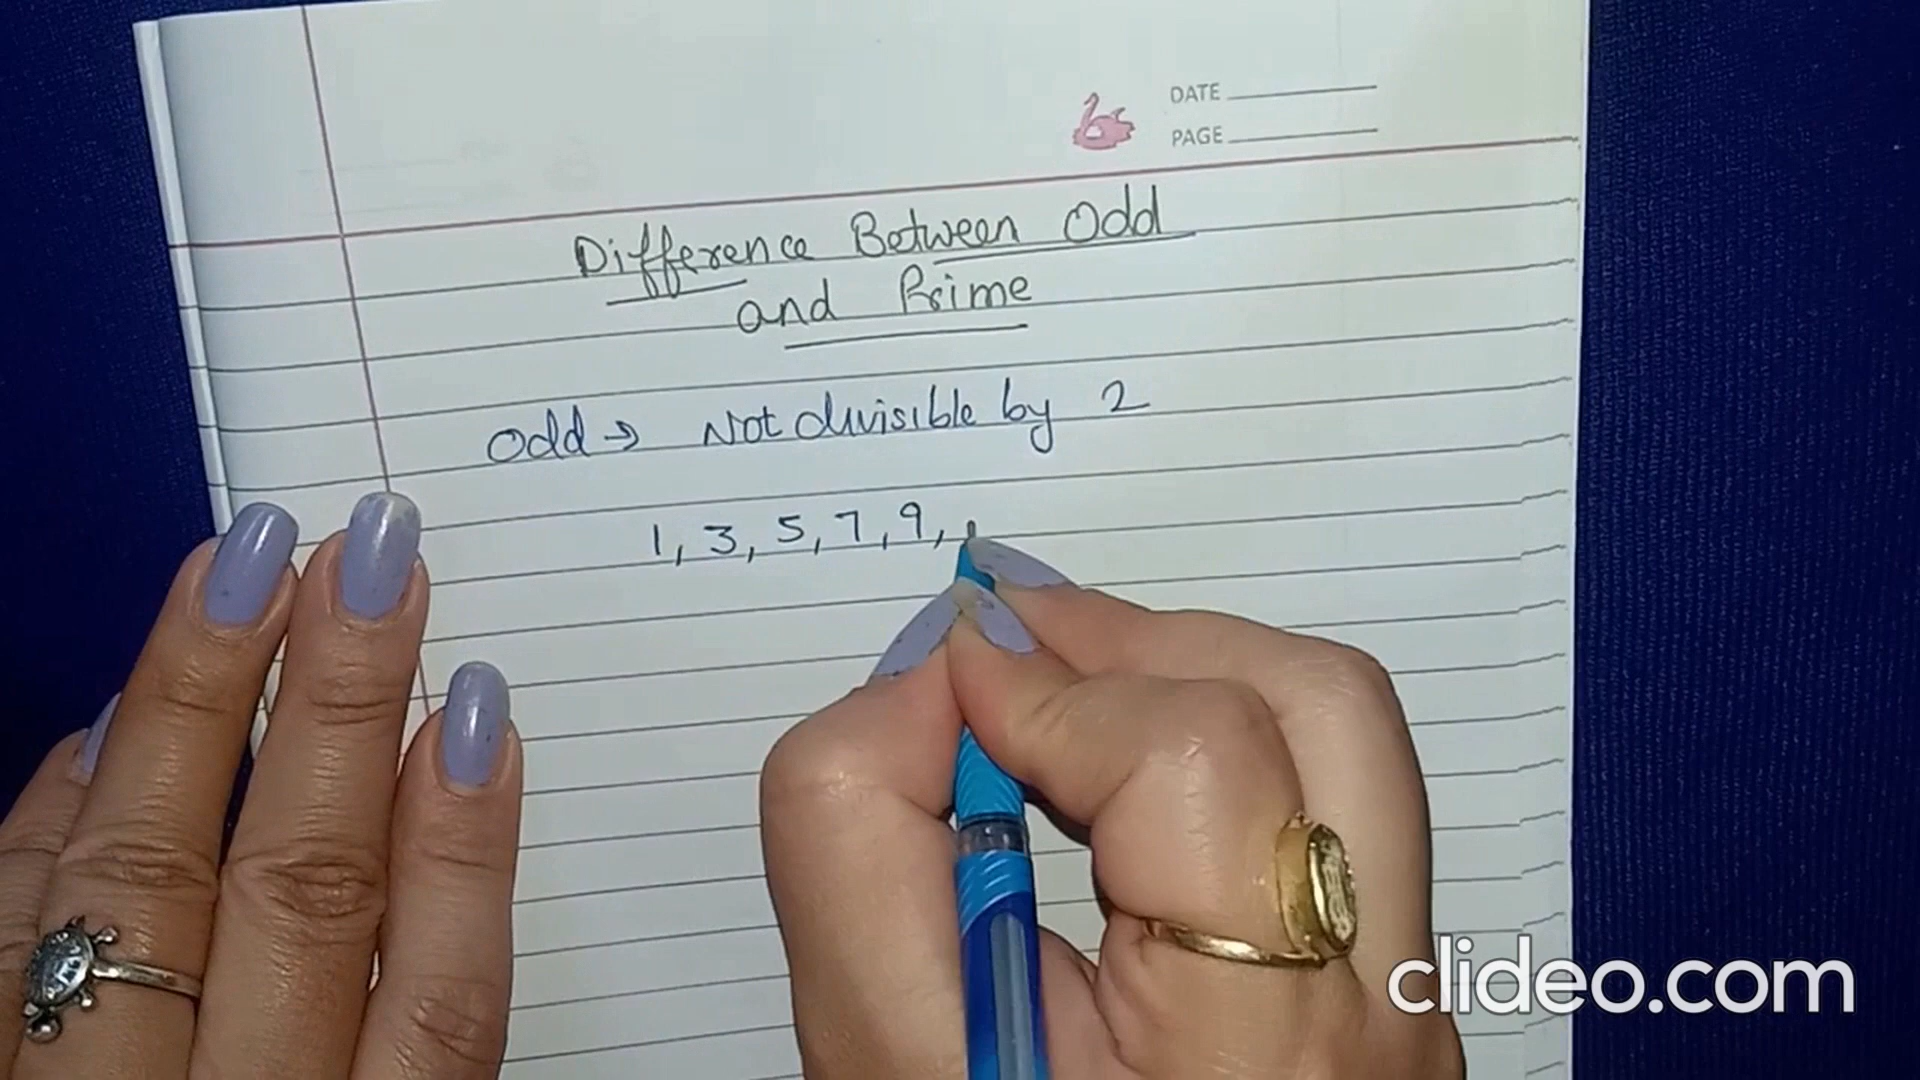 DATE
PAGE
Difference Between Odd
and Prime
Odd → Not divisible by 2
1, 3, 5, 7, 9,
clideo.com